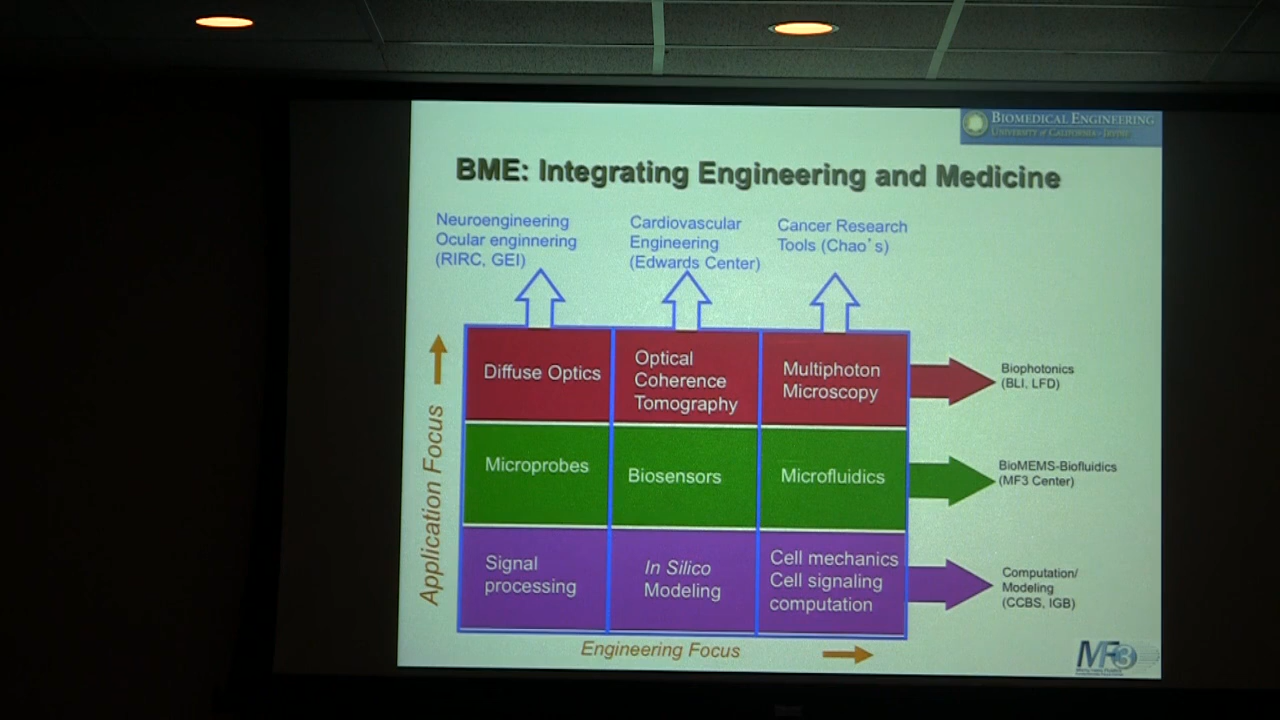 BIOMEDICAL ENGINEERING
UNIVERSITY of CALIFORNIA · IRVINE
BME: Integrating Engineering and Medicine
Neuroengineering
Ocular enginnering
(RIRC, GEI)
Cardiovascular
Engineering
(Edwards Center)
Cancer Research
Tools (Chao's)
Application Focus
Diffuse Optics
Optical
Coherence
Tomography
Multiphoton
Microscopy
Biophotonics
(BLI, LFD)
Microprobes
Biosensors
Microfluidics
BioMEMS-Biofluidics
(MF3 Center)
Signal
processing
In Silico
Modeling
Cell mechanics
Cell signaling
computation
Computation/
Modeling
(CCBS, IGB)
Engineering Focus
MF3